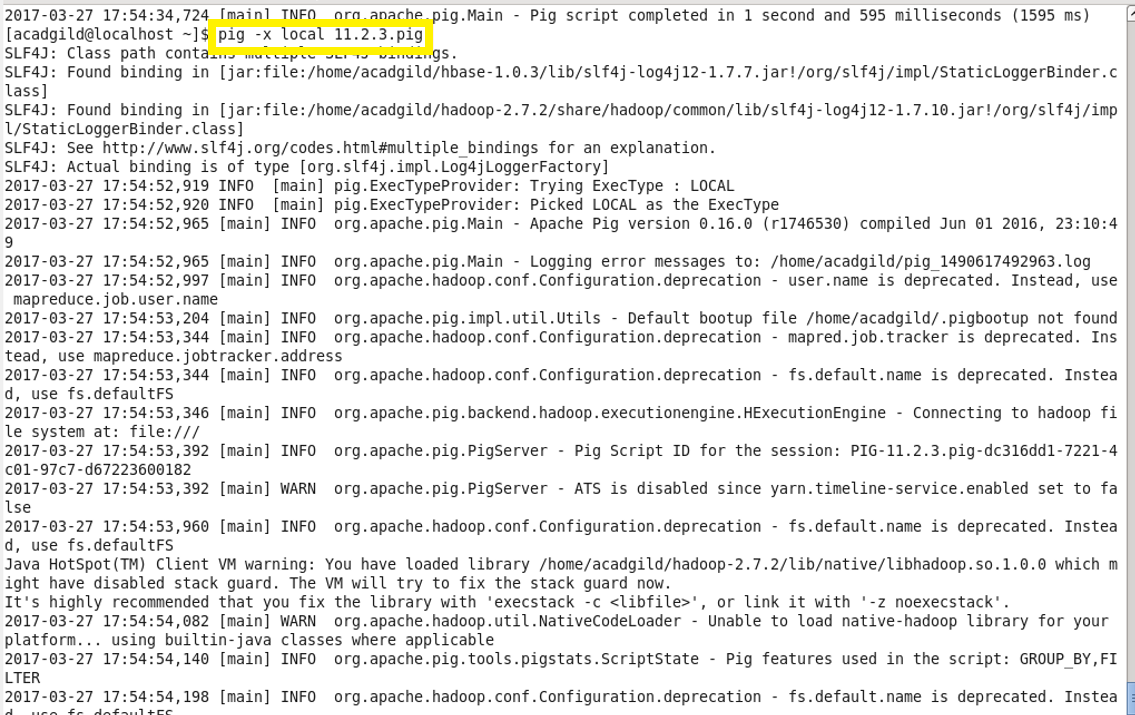 2017-03-27 17:54:34,724 [main] INFO  org.apache.pig.Main - Pig script completed in 1 second and 595 milliseconds (1595 ms)
[acadgild@localhost ~]$ pig -x local 11.2.3.pig
SLF4J: Class path contains multiple SLF4J bindings.
SLF4J: Found binding in [jar:file:/home/acadgild/hbase-1.0.3/lib/slf4j-log4j12-1.7.7.jar!/org/slf4j/impl/StaticLoggerBinder.c
lass]
SLF4J: Found binding in [jar:file:/home/acadgild/hadoop-2.7.2/share/hadoop/common/lib/slf4j-log4j12-1.7.10.jar!/org/slf4j/imp
l/StaticLoggerBinder.class]
SLF4J: See http://www.slf4j.org/codes.html#multiple_bindings for an explanation.
SLF4J: Actual binding is of type [org.slf4j.impl.Log4jLoggerFactory]
2017-03-27 17:54:52,919 INFO  [main] pig.ExecTypeProvider: Trying ExecType : LOCAL
2017-03-27 17:54:52,920 INFO  [main] pig.ExecTypeProvider: Picked LOCAL as the ExecType
2017-03-27 17:54:52,965 [main] INFO  org.apache.pig.Main - Apache Pig version 0.16.0 (r1746530) compiled Jun 01 2016, 23:10:4
9
2017-03-27 17:54:52,965 [main] INFO  org.apache.pig.Main - Logging error messages to: /home/acadgild/pig_1490617492963.log
2017-03-27 17:54:52,997 [main] INFO  org.apache.hadoop.conf.Configuration.deprecation - user.name is deprecated. Instead, use
 mapreduce.job.user.name
2017-03-27 17:54:53,204 [main] INFO  org.apache.pig.impl.util.Utils - Default bootup file /home/acadgild/.pigbootup not found
2017-03-27 17:54:53,344 [main] INFO  org.apache.hadoop.conf.Configuration.deprecation - mapred.job.tracker is deprecated. Ins
tead, use mapreduce.jobtracker.address
2017-03-27 17:54:53,344 [main] INFO  org.apache.hadoop.conf.Configuration.deprecation - fs.default.name is deprecated. Instea
d, use fs.defaultFS
2017-03-27 17:54:53,346 [main] INFO  org.apache.pig.backend.hadoop.executionengine.HExecutionEngine - Connecting to hadoop fi
le system at: file:///
2017-03-27 17:54:53,392 [main] INFO  org.apache.pig.PigServer - Pig Script ID for the session: PIG-11.2.3.pig-dc316dd1-7221-4
c01-97c7-d67223600182
2017-03-27 17:54:53,392 [main] WARN  org.apache.pig.PigServer - ATS is disabled since yarn.timeline-service.enabled set to fa
lse
2017-03-27 17:54:53,960 [main] INFO  org.apache.hadoop.conf.Configuration.deprecation - fs.default.name is deprecated. Instea
d, use fs.defaultFS
Java HotSpot(TM) Client VM warning: You have loaded library /home/acadgild/hadoop-2.7.2/lib/native/libhadoop.so.1.0.0 which m
ight have disabled stack guard. The VM will try to fix the stack guard now.
It's highly recommended that you fix the library with 'execstack -c <libfile>', or link it with '-z noexecstack'.
2017-03-27 17:54:54,082 [main] WARN  org.apache.hadoop.util.NativeCodeLoader - Unable to load native-hadoop library for your
platform... using builtin-java classes where applicable
2017-03-27 17:54:54,140 [main] INFO  org.apache.pig.tools.pigstats.ScriptState - Pig features used in the script: GROUP_BY,FI
LTER
2017-03-27 17:54:54,198 [main] INFO  org.apache.hadoop.conf.Configuration.deprecation - fs.default.name is deprecated. Instea
d, use fs.defaultFS